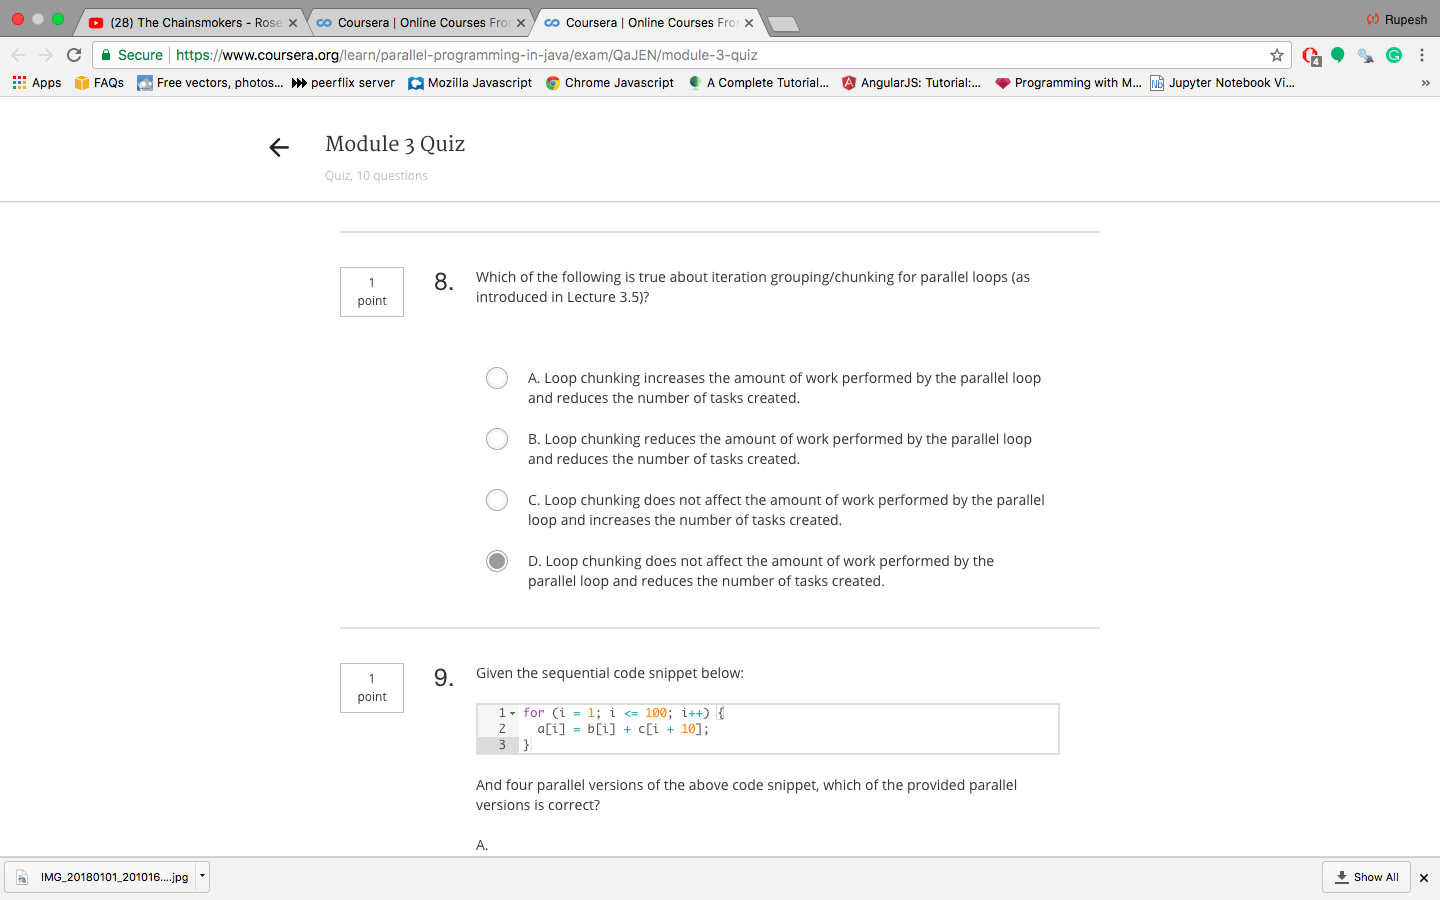 (28) The Chainsmokers - Rose
Coursera | Online Courses Fro
Coursera | Online Courses Fro
Rupesh
Secure
https://www.coursera.org/learn/parallel-programming-in-java/exam/QaJEN/module-3-quiz
4
Apps
FAQs
Free vectors, photos...
peerflix server
Mozilla Javascript
Chrome Javascript
A Complete Tutorial...
AngularJS: Tutorial:...
Programming with M...
Jupyter Notebook Vi...
»
Module 3 Quiz
Quiz, 10 questions
1
point
8.
Which of the following is true about iteration grouping/chunking for parallel loops (as
introduced in Lecture 3.5)?
A. Loop chunking increases the amount of work performed by the parallel loop
and reduces the number of tasks created.
B. Loop chunking reduces the amount of work performed by the parallel loop
and reduces the number of tasks created.
C. Loop chunking does not affect the amount of work performed by the parallel
loop and increases the number of tasks created.
D. Loop chunking does not affect the amount of work performed by the
parallel loop and reduces the number of tasks created.
1
point
9.
Given the sequential code snippet below:
1 for (i = 1; i <= 100; i++) {
2 a[i] = b[i] + c[i + 10];
3 }
And four parallel versions of the above code snippet, which of the provided parallel
versions is correct?
A.
IMG_20180101_201016....jpg
Show All